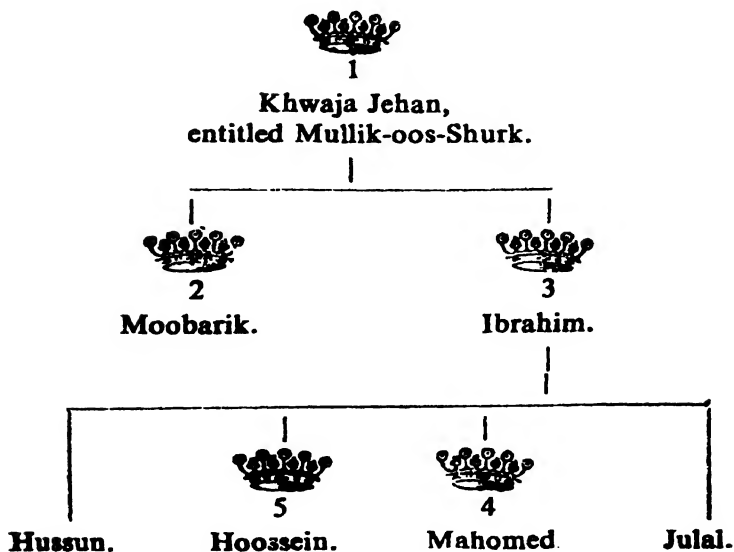 1
Khwaja Jehan,
entitled Mullik-oos-Shurk.
2 3
Moobarik. Ibrahim.
5 4
Hussun. Hoossein. Mahomed Julal.